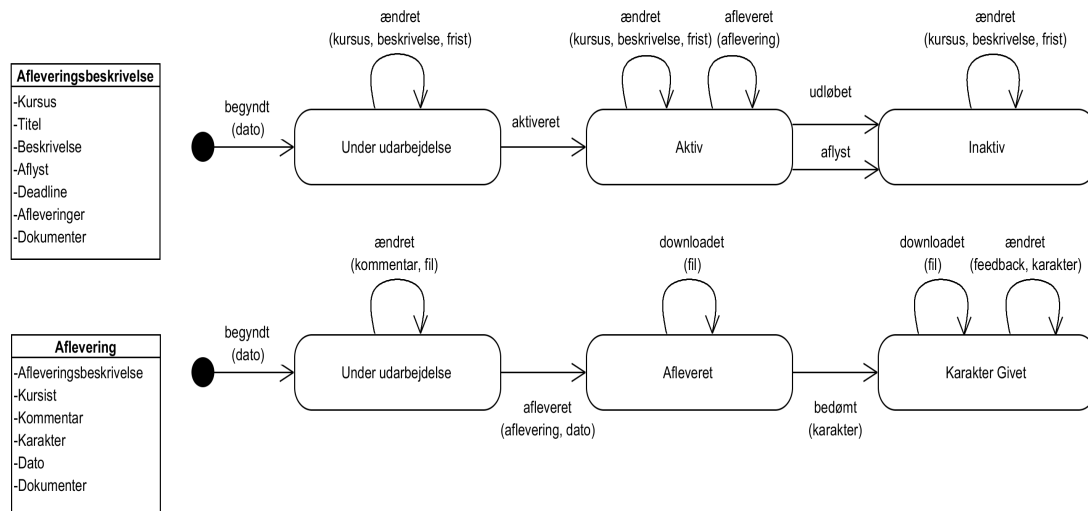 Afleveringsbeskrivelse
-Kursus
-Titel
-Beskrivelse
-Aflyst
-Deadline
-Afleveringer
-Dokumenter
begyndt
(dato)
ændret
(kursus, beskrivelse, frist)
Under udarbejdelse
aktiveret
ændret
(kursus, beskrivelse, frist)
afleveret
(aflevering)
Aktiv
udløbet
aflyst
ændret
(kursus, beskrivelse, frist)
Inaktiv
Aflevering
-Afleveringsbeskrivelse
-Kursist
-Kommentar
-Karakter
-Dato
-Dokumenter
begyndt
(dato)
ændret
(kommentar, fil)
Under udarbejdelse
afleveret
(aflevering, dato)
downloadet
(fil)
Afleveret
bedømt
(karakter)
downloadet
(fil)
ændret
(feedback, karakter)
Karakter Givet